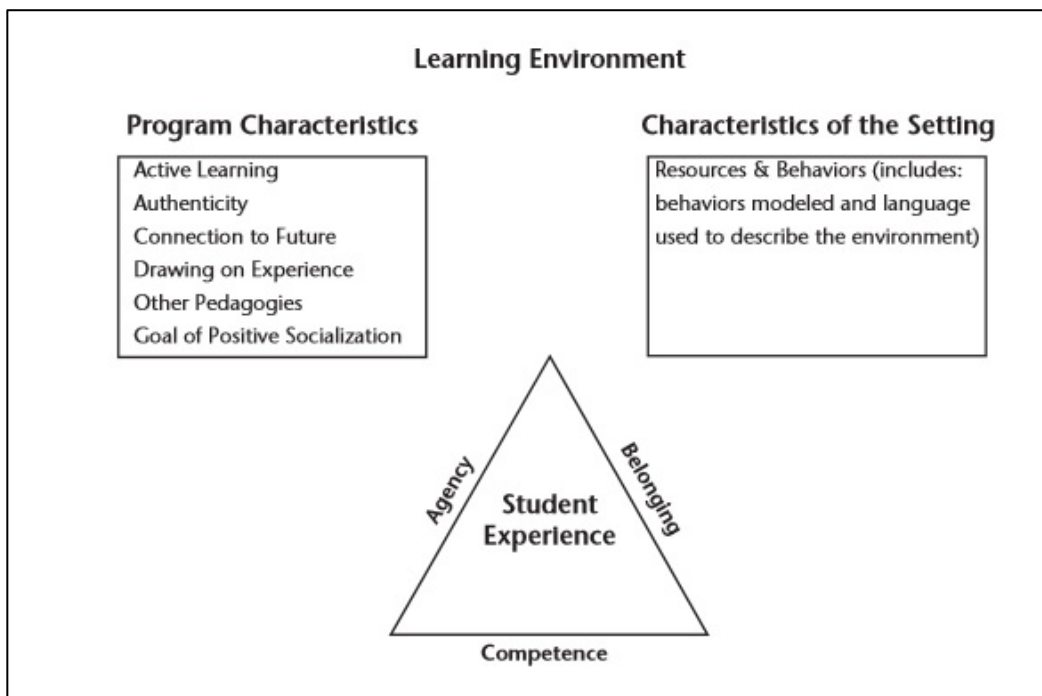 Learning Environment
Program Characteristics
Active Learning
Authenticity
Connection to Future
Drawing on Experience
Other Pedagogies
Goal of Positive Socialization
Characteristics of the Setting
Resources & Behaviors (includes:
behaviors modeled and language
used to describe the environment)
Agency
Belonging
Student
Experience
Competence